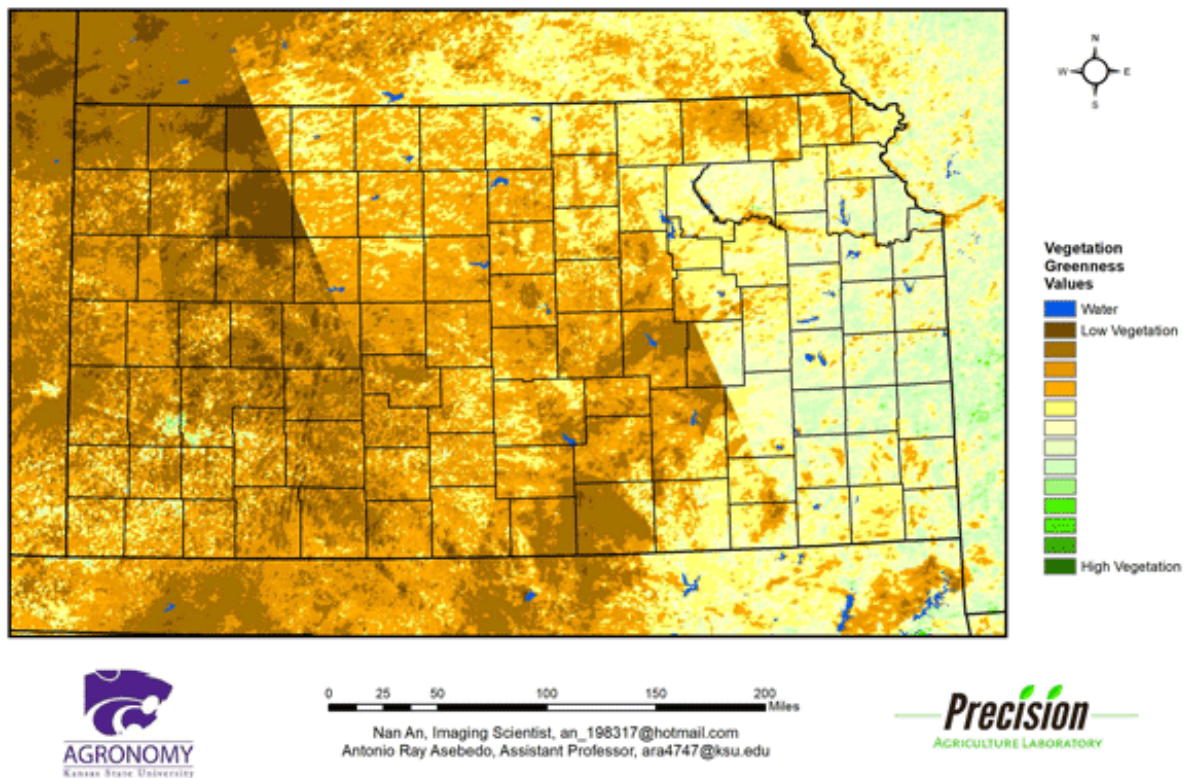 N
W E
S
Vegetation
Greenness
Values
Water
Low Vegetation
High Vegetation
0 25 50 100 150 200
Miles
Nan An, Imaging Scientist, an_198317@hotmail.com
Antonio Ray Asebedo, Assistant Professor, ara4747@ksu.edu
AGRONOMY
Kansas State University
Precision
AGRICULTURE LABORATORY